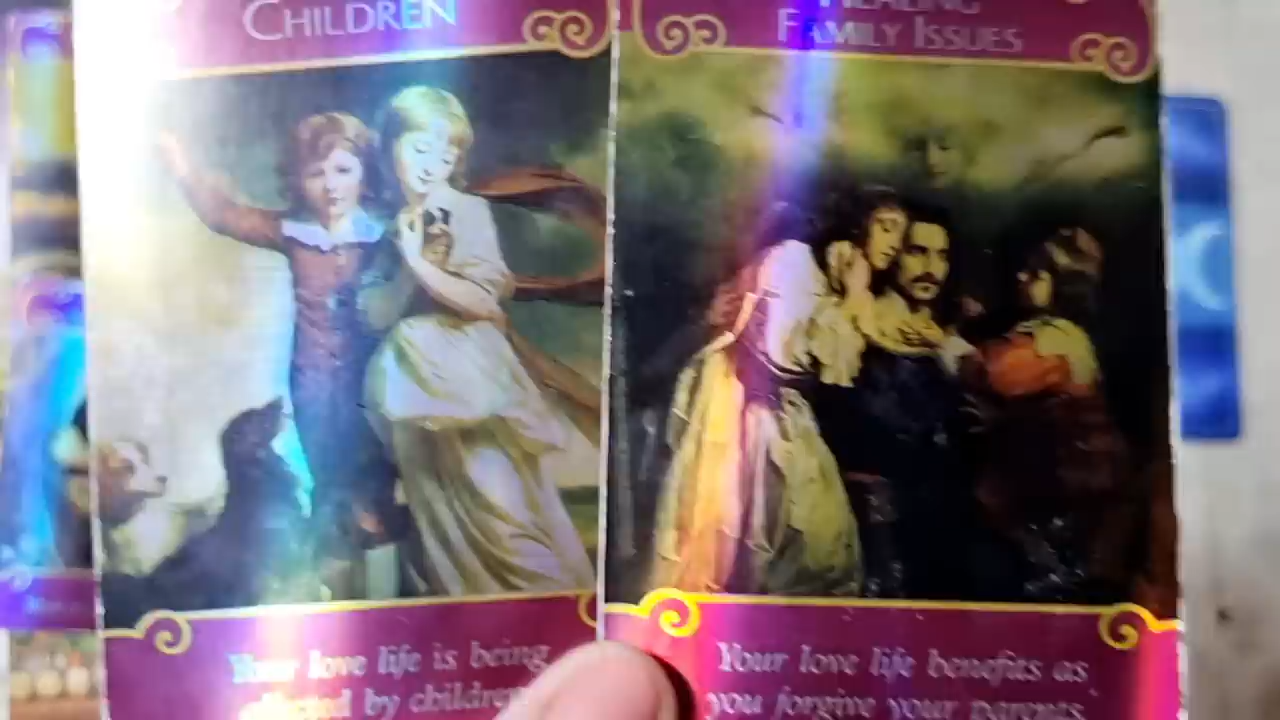 CHILDREN
Your love life is being
affected by children
HEALING
FAMILY ISSUES
Your love life benefits as
you forgive your parents